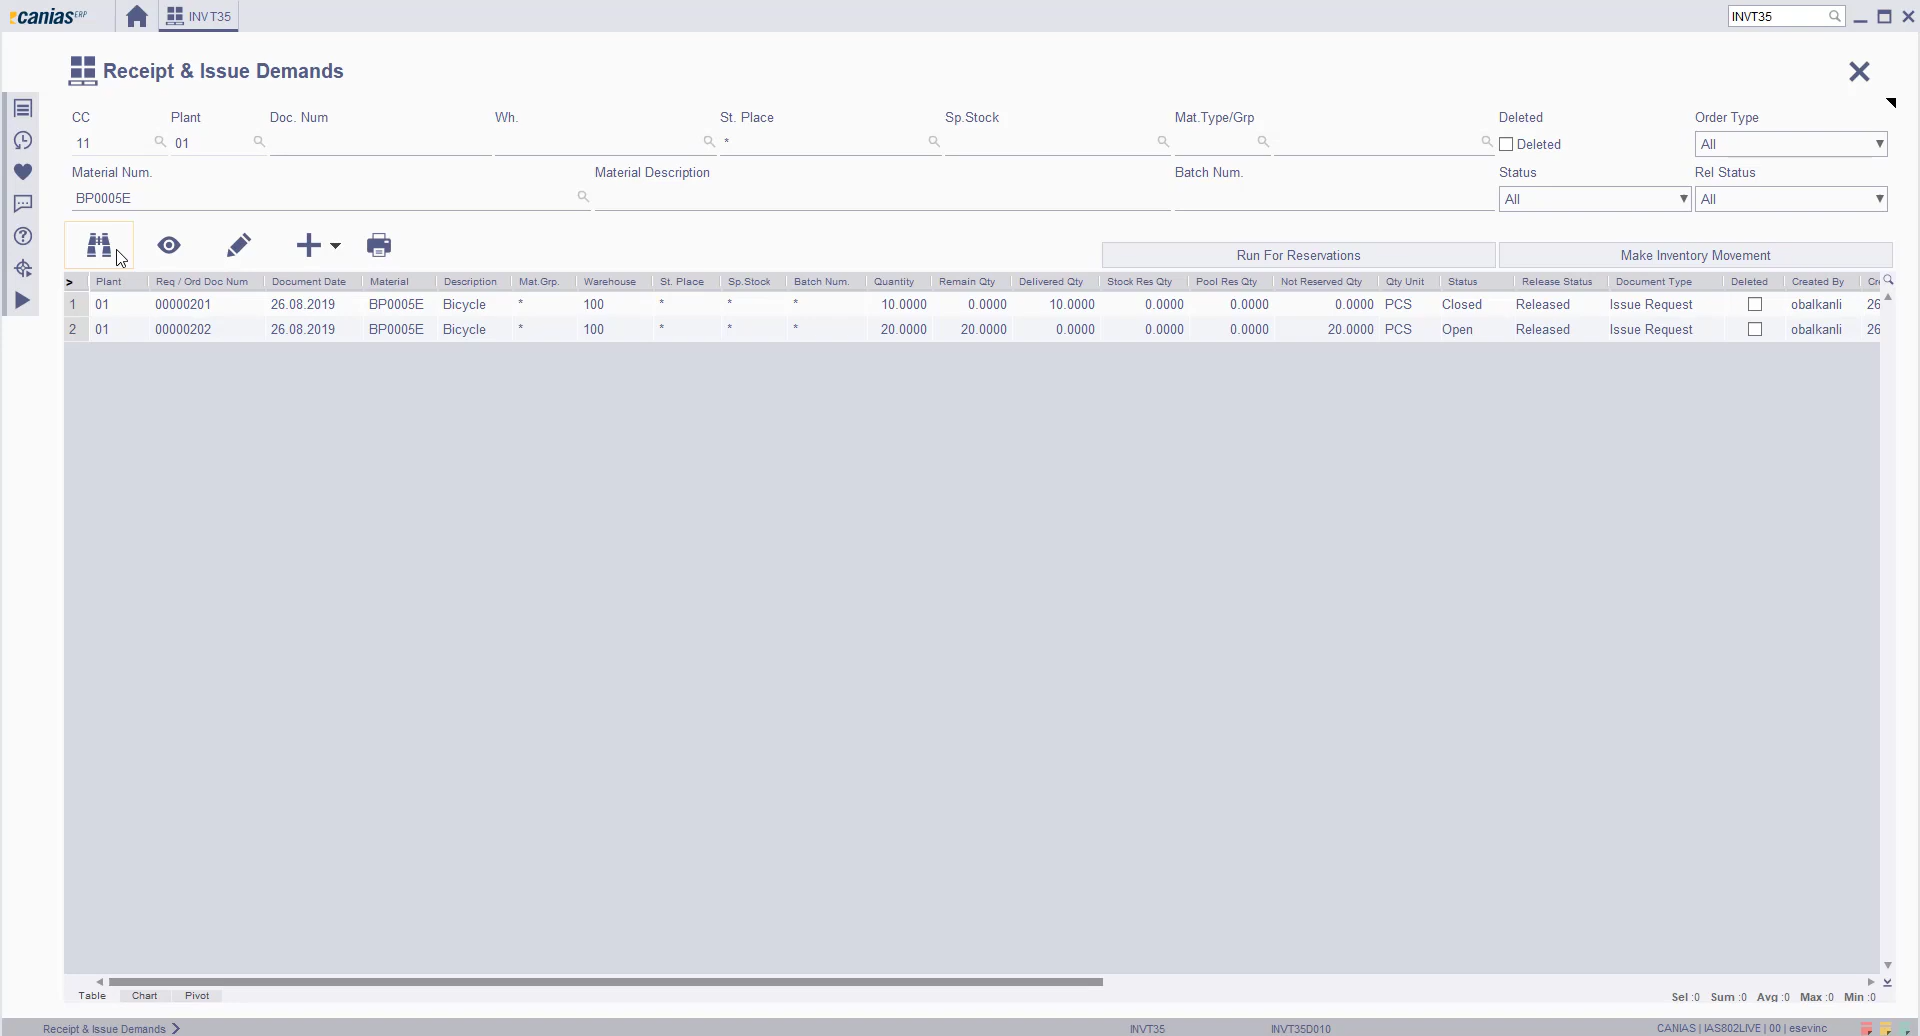 caniasERP INVT35 INVT35
Receipt & Issue Demands
CC Plant Doc. Num Wh. St. Place Sp.Stock Mat.Type/Grp Deleted Order Type
11 01 * Deleted All
Material Num. Material Description Batch Num. Status Rel Status
BP0005E All All
Run For Reservations Make Inventory Movement
> Plant Req / Ord Doc Num Document Date Material Description Mat.Grp. Warehouse St. Place Sp.Stock Batch Num. Quantity Remain Qty Delivered Qty Stock Res Qty Pool Res Qty Not Reserved Qty Qty Unit Status Release Status Document Type Deleted Created By Cr
1 01 00000201 26.08.2019 BP0005E Bicycle * 100 * * * 10.0000 0.0000 10.0000 0.0000 0.0000 0.0000 PCS Closed Released Issue Request obalkanli 26
2 01 00000202 26.08.2019 BP0005E Bicycle * 100 * * * 20.0000 20.0000 0.0000 0.0000 0.0000 20.0000 PCS Open Released Issue Request obalkanli 26
Table Chart Pivot Sel :0 Sum :0 Avg :0 Max :0 Min :0
Receipt & Issue Demands INVT35 INVT35D010 CANIAS | IAS802LIVE | 00 | esevinc